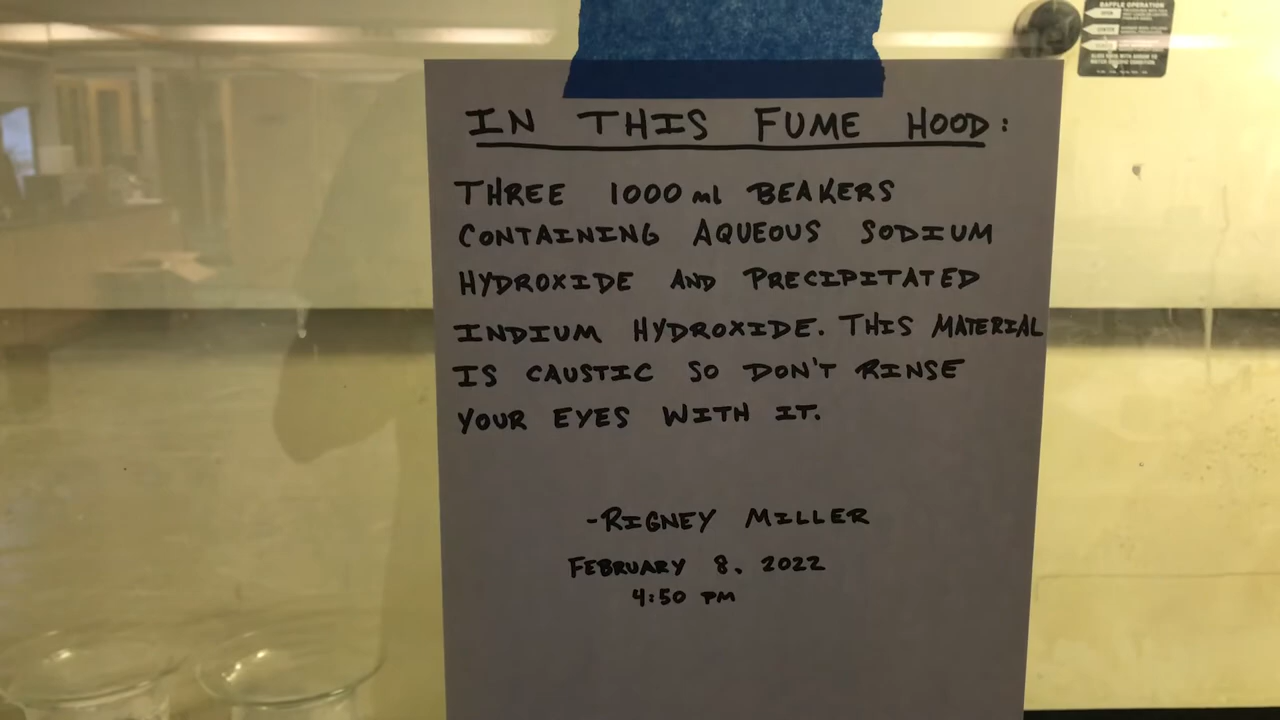 BAFFLE OPERATION
IN THIS FUME HOOD:
THREE 1000 ml BEAKERS
CONTAINING AQUEOUS SODIUM
HYDROXIDE AND PRECIPITATED
INDIUM HYDROXIDE. THIS MATERIAL
IS CAUSTIC SO DON'T RINSE
YOUR EYES WITH IT.
-RIGNEY MILLER
FEBRUARY 8, 2022
4:50 PM